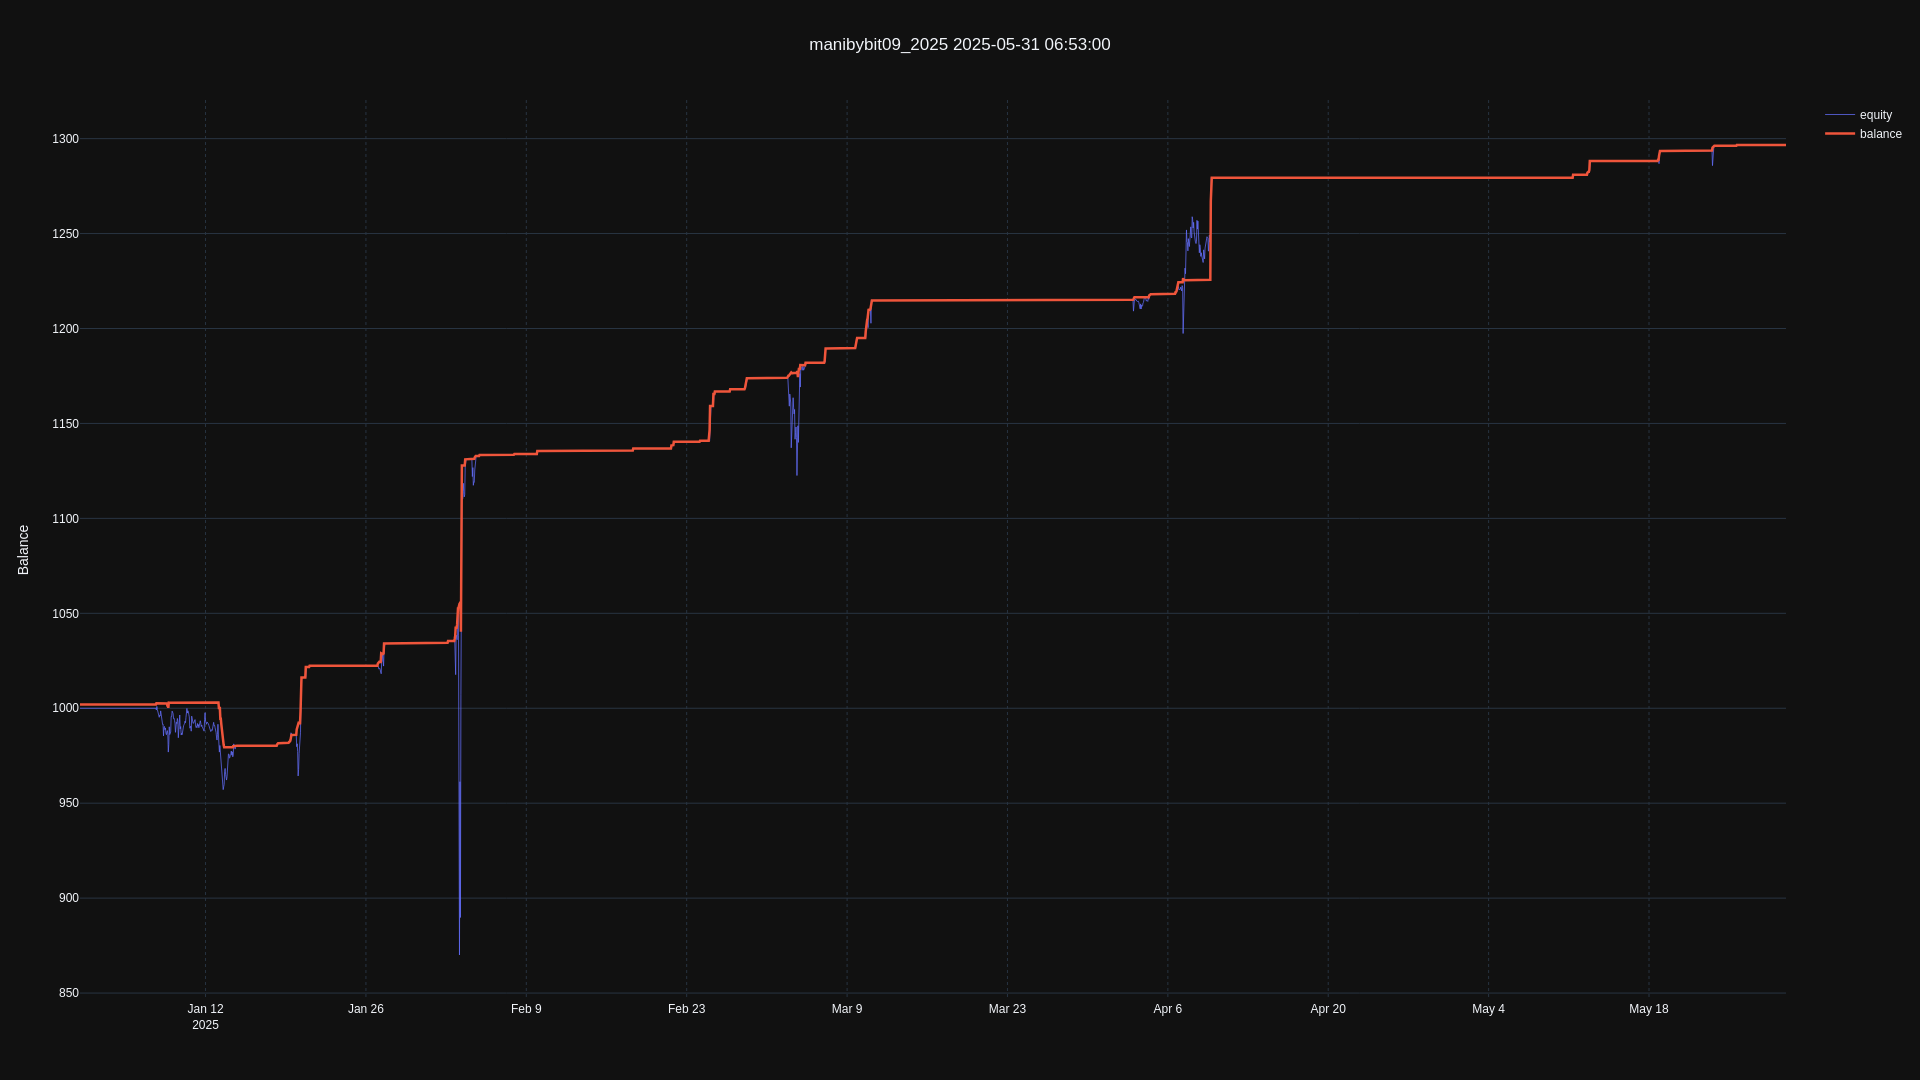 manibybit09_2025 2025-05-31 06:53:00
equity
balance
1300
1250
1200
1150
1100
1050
1000
950
900
850
Balance
Jan 12
2025
Jan 26
Feb 9
Feb 23
Mar 9
Mar 23
Apr 6
Apr 20
May 4
May 18